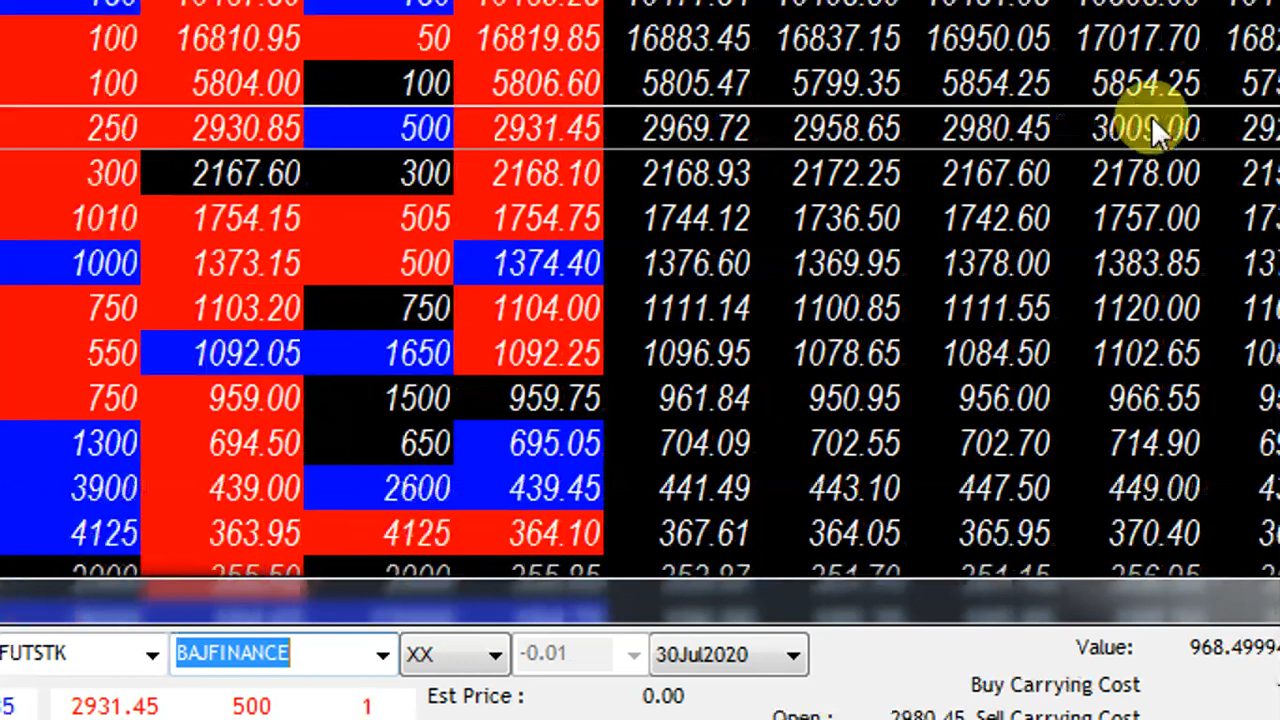 100 16810.95 50 16819.85 16883.45 16837.15 16950.05 17017.70
100 5804.00 100 5806.60 5805.47 5799.35 5854.25 5854.25
250 2930.85 500 2931.45 2969.72 2958.65 2980.45 3009.00
300 2167.60 300 2168.10 2168.93 2172.25 2167.60 2178.00
1010 1754.15 505 1754.75 1744.12 1736.50 1742.60 1757.00
1000 1373.15 500 1374.40 1376.60 1369.95 1378.00 1383.85
750 1103.20 750 1104.00 1111.14 1100.85 1111.55 1120.00
550 1092.05 1650 1092.25 1096.95 1078.65 1084.50 1102.65
750 959.00 1500 959.75 961.84 950.95 956.00 966.55
1300 694.50 650 695.05 704.09 702.55 702.70 714.90
3900 439.00 2600 439.45 441.49 443.10 447.50 449.00
4125 363.95 4125 364.10 367.61 364.05 365.95 370.40
FUTSTK BAJFINANCE XX -0.01 30Jul2020 Value: 968.4999
Buy Carrying Cost
2931.45 500 1 Est Price : 0.00
Open : 2980.45 Sell Carrying Cost